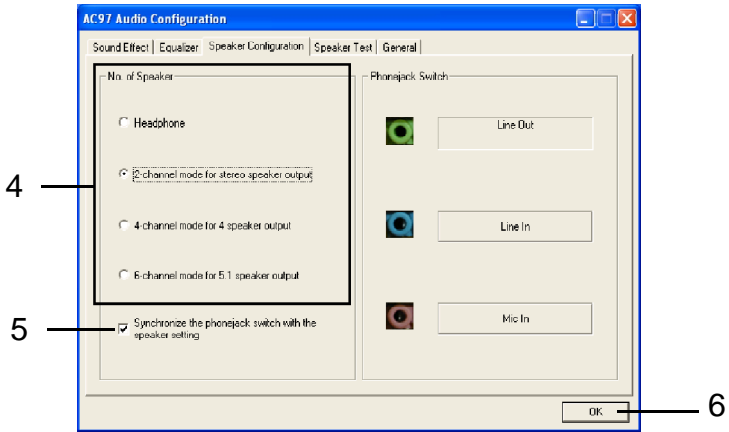 AC97 Audio Configuration
Sound Effect Equalizer Speaker Configuration Speaker Test General
No. of Speaker
Phonejack Switch
Headphone
Line Out
2-channel mode for stereo speaker output
4
4-channel mode for 4 speaker output
Line In
6-channel mode for 5.1 speaker output
5
Synchronize the phonejack switch with the
speaker setting
Mic In
OK
6